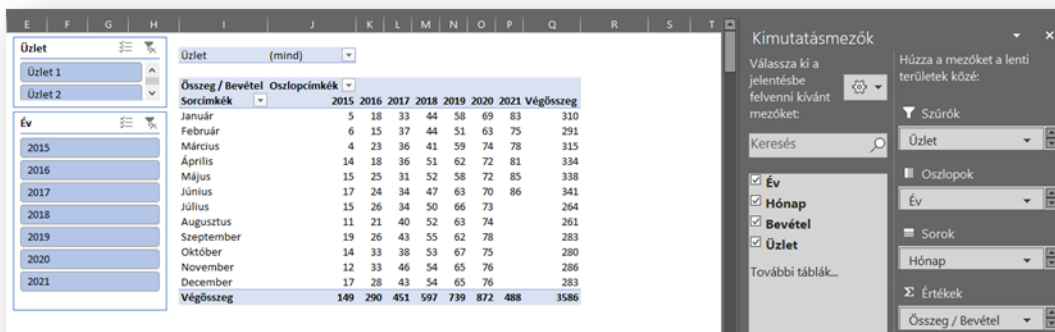 E F G H I J K L M N O P Q R S T
Üzlet
Üzlet 1
Üzlet 2
Év
2015
2016
2017
2018
2019
2020
2021
Üzlet (mind)
Összeg / Bevétel Oszlopcímkék
Sorcímkék 2015 2016 2017 2018 2019 2020 2021 Végösszeg
Január 5 18 33 44 58 69 83 310
Február 6 15 37 44 51 63 75 291
Március 4 23 36 41 59 74 78 315
Április 14 18 36 51 62 72 81 334
Május 15 25 31 52 58 72 85 338
Június 17 24 34 47 63 70 86 341
Július 15 26 34 50 66 73 264
Augusztus 11 21 40 52 63 74 261
Szeptember 19 26 43 55 62 78 283
Október 14 33 38 53 67 75 280
November 12 33 46 54 65 76 286
December 17 28 43 54 65 76 283
Végösszeg 149 290 451 597 739 872 488 3586
Kimutatásmezők
Válassza ki a
jelentésbe
felvenni kívánt
mezőket:
Keresés
Év
Hónap
Bevétel
Üzlet
További táblák...
Húzza a mezőket a lenti
területek közé:
Szűrők
Üzlet
Oszlopok
Év
Sorok
Hónap
Σ Értékek
Összeg / Bevétel